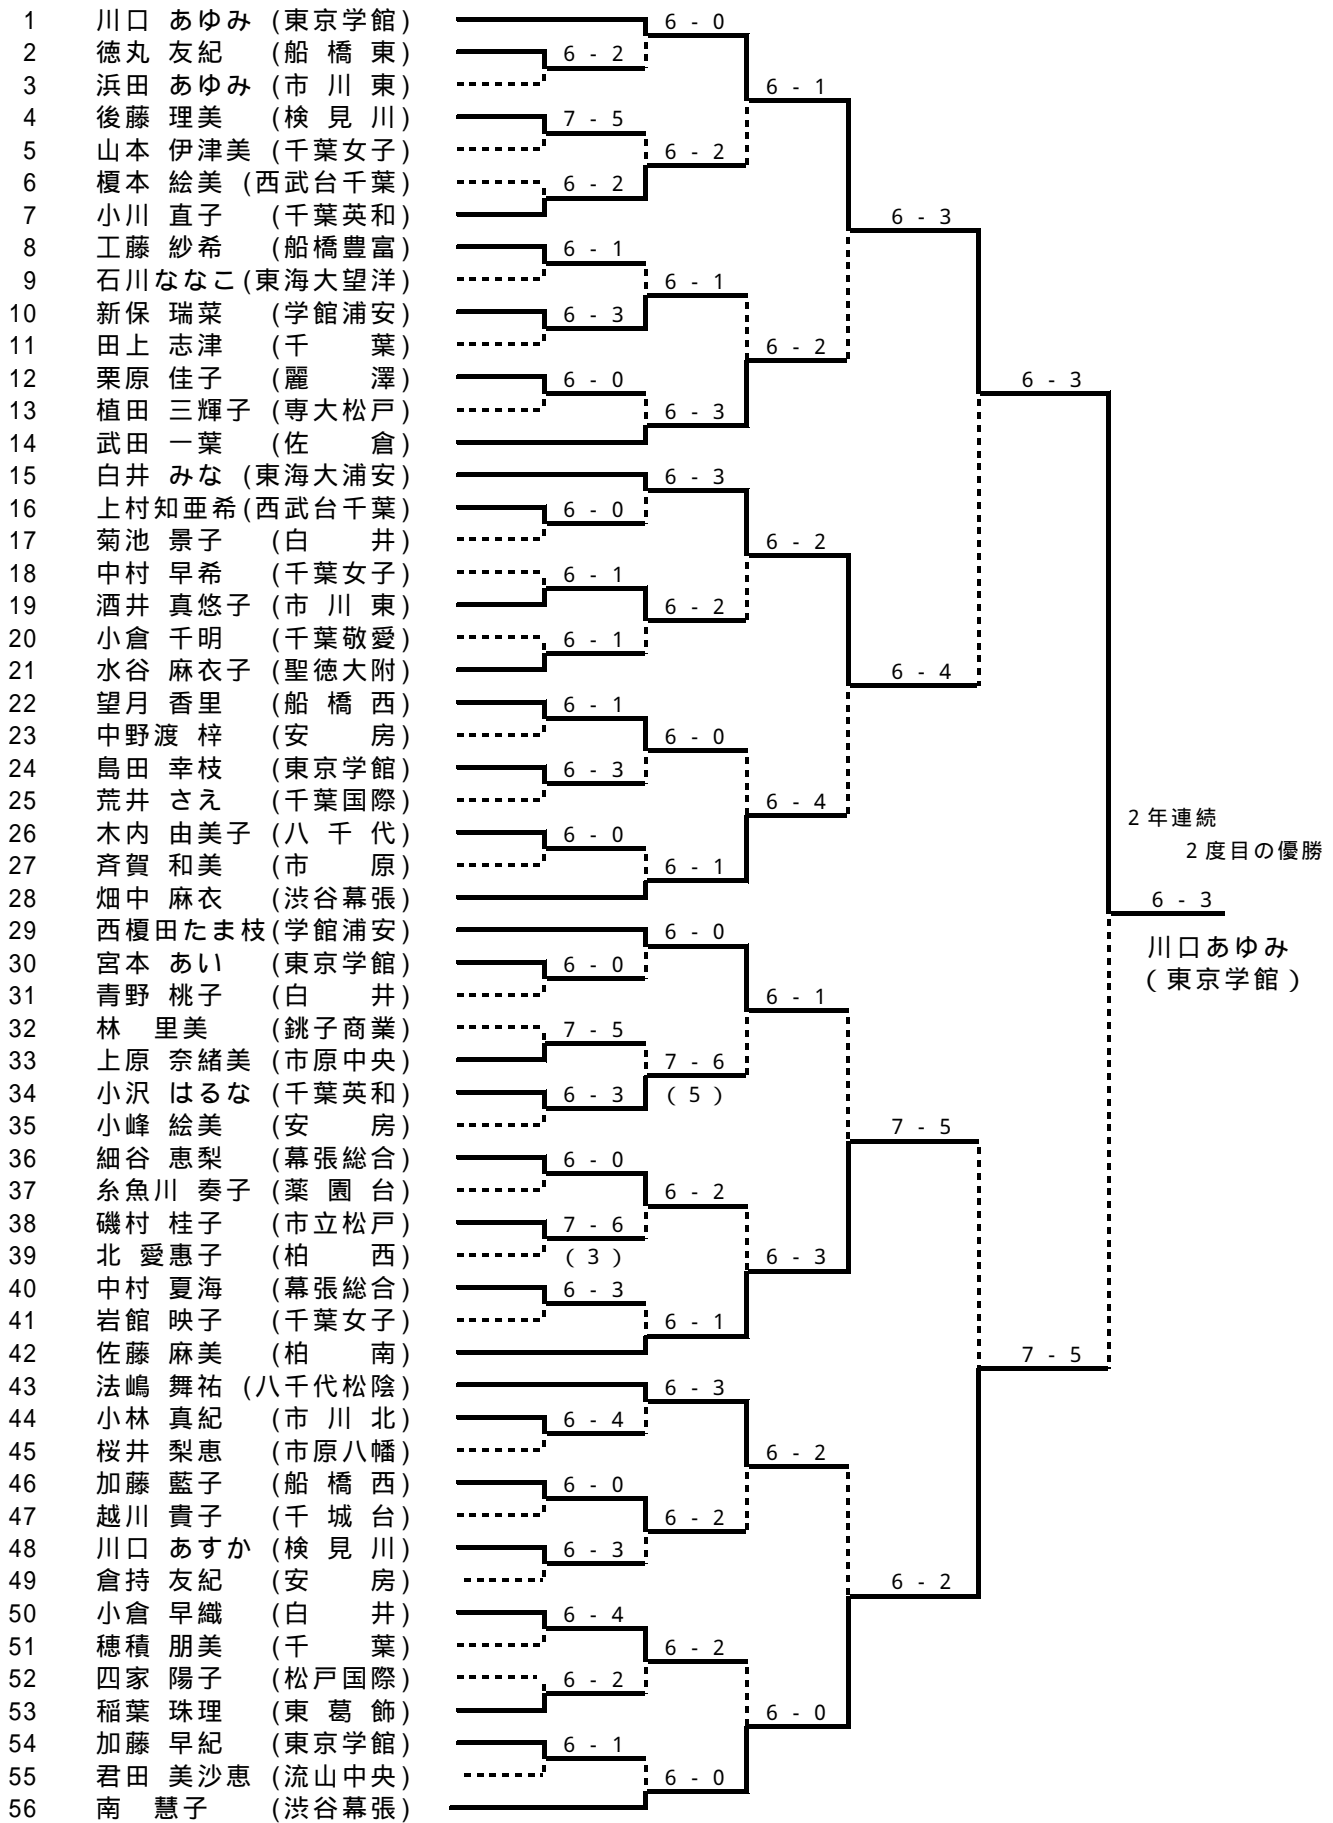 1 川口 あゆみ (東京学館)
2 徳丸 友紀 (船 橋 東)
3 浜田 あゆみ (市 川 東)
4 後藤 理美 (検 見 川)
5 山本 伊津美 (千葉女子)
6 榎本 絵美 (西武台千葉)
7 小川 直子 (千葉英和)
8 工藤 紗希 (船橋豊富)
9 石川ななこ(東海大望洋)
10 新保 瑞菜 (学館浦安)
11 田上 志津 (千 葉)
12 栗原 佳子 (麗 澤)
13 植田 三輝子 (専大松戸)
14 武田 一葉 (佐 倉)
15 白井 みな (東海大浦安)
16 上村知亜希(西武台千葉)
17 菊池 景子 (白 井)
18 中村 早希 (千葉女子)
19 酒井 真悠子 (市 川 東)
20 小倉 千明 (千葉敬愛)
21 水谷 麻衣子 (聖徳大附)
22 望月 香里 (船 橋 西)
23 中野渡 梓 (安 房)
24 島田 幸枝 (東京学館)
25 荒井 さえ (千葉国際)
26 木内 由美子 (八 千 代)
27 斉賀 和美 (市 原)
28 畑中 麻衣 (渋谷幕張)
29 西榎田たま枝(学館浦安)
30 宮本 あい (東京学館)
31 青野 桃子 (白 井)
32 林 里美 (銚子商業)
33 上原 奈緒美 (市原中央)
34 小沢 はるな (千葉英和)
35 小峰 絵美 (安 房)
36 細谷 恵梨 (幕張総合)
37 糸魚川 奏子 (薬 園 台)
38 磯村 桂子 (市立松戸)
39 北 愛惠子 (柏 西)
40 中村 夏海 (幕張総合)
41 岩館 映子 (千葉女子)
42 佐藤 麻美 (柏 南)
43 法嶋 舞祐 (八千代松陰)
44 小林 真紀 (市 川 北)
45 桜井 梨恵 (市原八幡)
46 加藤 藍子 (船 橋 西)
47 越川 貴子 (千 城 台)
48 川口 あすか (検 見 川)
49 倉持 友紀 (安 房)
50 小倉 早織 (白 井)
51 穂積 朋美 (千 葉)
52 四家 陽子 (松戸国際)
53 稲葉 珠理 (東 葛 飾)
54 加藤 早紀 (東京学館)
55 君田 美沙恵 (流山中央)
56 南 慧子 (渋谷幕張)
6 - 2
7 - 5
6 - 2
6 - 1
6 - 3
6 - 0
6 - 0
6 - 1
6 - 1
6 - 1
6 - 3
6 - 0
6 - 0
7 - 5
6 - 3
6 - 0
7 - 6
(3)
6 - 3
6 - 4
6 - 0
6 - 3
6 - 4
6 - 2
6 - 1
6 - 0
6 - 2
6 - 1
6 - 3
6 - 3
6 - 2
6 - 0
6 - 1
6 - 0
7 - 6
(5)
6 - 2
6 - 1
6 - 3
6 - 2
6 - 2
6 - 0
6 - 1
6 - 2
6 - 2
6 - 4
6 - 1
6 - 3
6 - 2
6 - 0
6 - 3
6 - 4
7 - 5
6 - 2
6 - 3
7 - 5
2年連続
2度目の優勝
6 - 3
川口あゆみ
(東京学館)